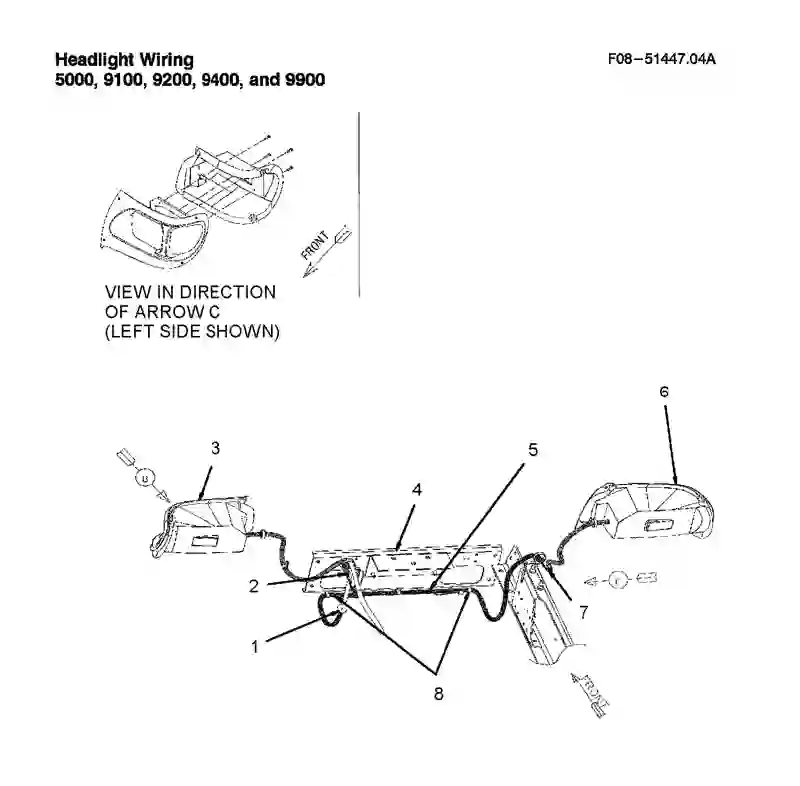 Headlight Wiring
F08-51447.04A
5000, 9100, 9200, 9400, and 9900
FRONT
VIEW IN DIRECTION
OF ARROW C
(LEFT SIDE SHOWN)
6
3
5
4
2
7
1
8
FRONT